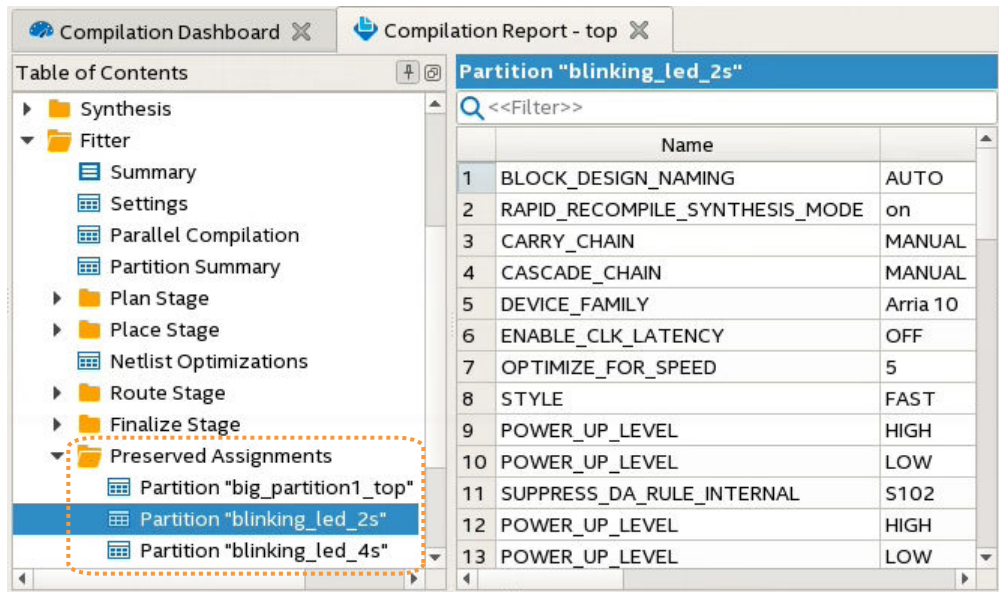 Compilation Dashboard
Compilation Report - top
Table of Contents
Synthesis
Fitter
Summary
Settings
Parallel Compilation
Partition Summary
Plan Stage
Place Stage
Netlist Optimizations
Route Stage
Finalize Stage
Preserved Assignments
Partition "big_partition1_top"
Partition "blinking_led_2s"
Partition "blinking_led_4s"
Partition "blinking_led_2s"
<<Filter>>
Name
1 BLOCK_DESIGN_NAMING AUTO
2 RAPID_RECOMPILE_SYNTHESIS_MODE on
3 CARRY_CHAIN MANUAL
4 CASCADE_CHAIN MANUAL
5 DEVICE_FAMILY Arria 10
6 ENABLE_CLK_LATENCY OFF
7 OPTIMIZE_FOR_SPEED 5
8 STYLE FAST
9 POWER_UP_LEVEL HIGH
10 POWER_UP_LEVEL LOW
11 SUPPRESS_DA_RULE_INTERNAL S102
12 POWER_UP_LEVEL HIGH
13 POWER_UP_LEVEL LOW